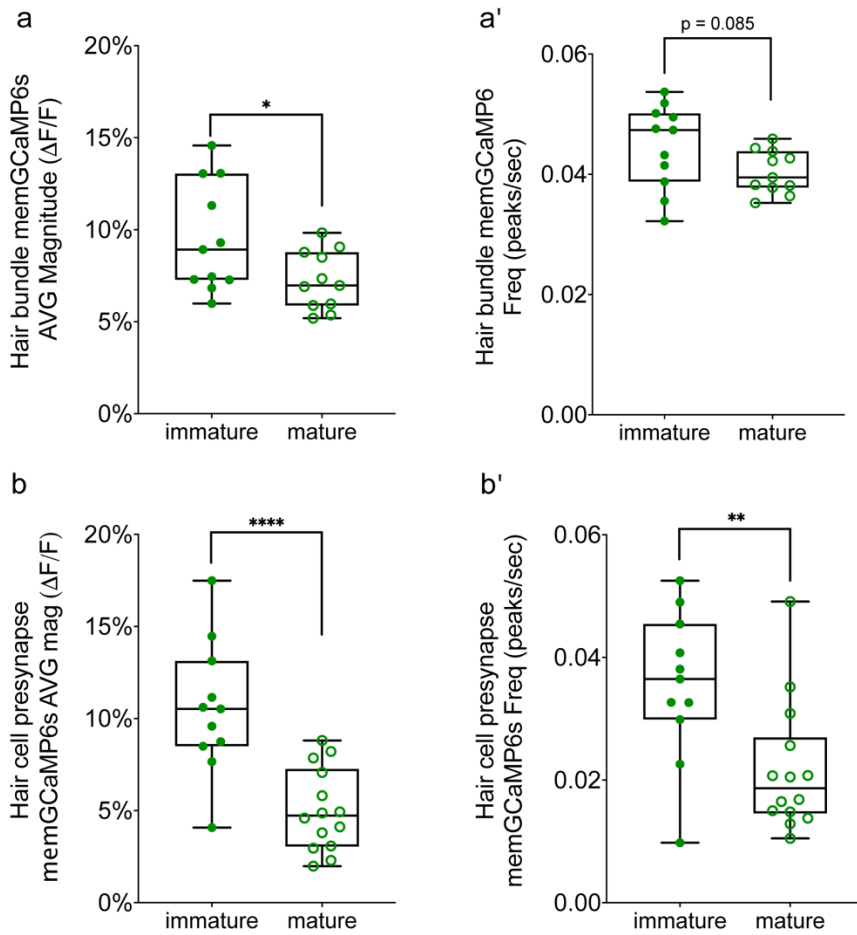 a
20%
15%
10%
5%
0%
Hair bundle memGCaMP6s
AVG Magnitude (ΔF/F)
*
immature
mature
a'
0.06
0.04
0.02
0.00
Hair bundle memGCaMP6
Freq (peaks/sec)
p = 0.085
immature
mature
b
20%
15%
10%
5%
0%
Hair cell presynapse
memGCaMP6s AVG mag (ΔF/F)
****
immature
mature
b'
0.06
0.04
0.02
0.00
Hair cell presynapse
memGCaMP6s Freq (peaks/sec)
**
immature
mature